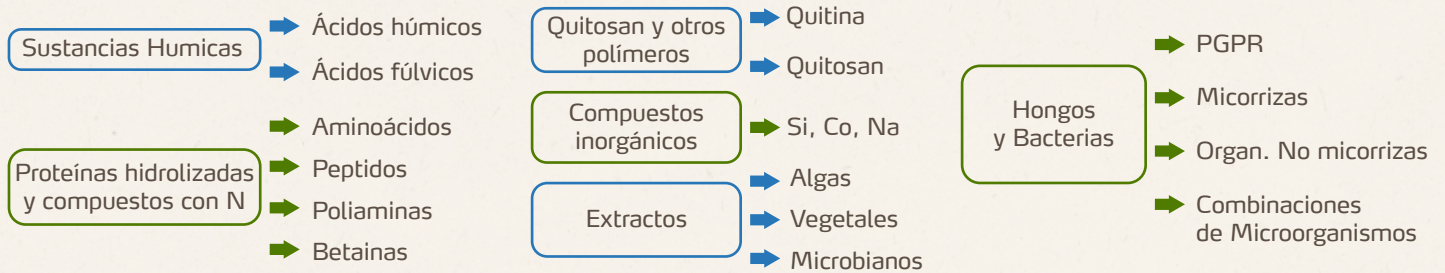 Sustancias Humicas
Ácidos húmicos
Ácidos fúlvicos
Proteínas hidrolizadas
y compuestos con N
Aminoácidos
Peptidos
Poliaminas
Betainas
Quitosan y otros
polímeros
Quitina
Quitosan
Compuestos
inorgánicos
Si, Co, Na
Extractos
Algas
Vegetales
Microbianos
Hongos
y Bacterias
PGPR
Micorrizas
Organ. No micorrizas
Combinaciones
de Microorganismos